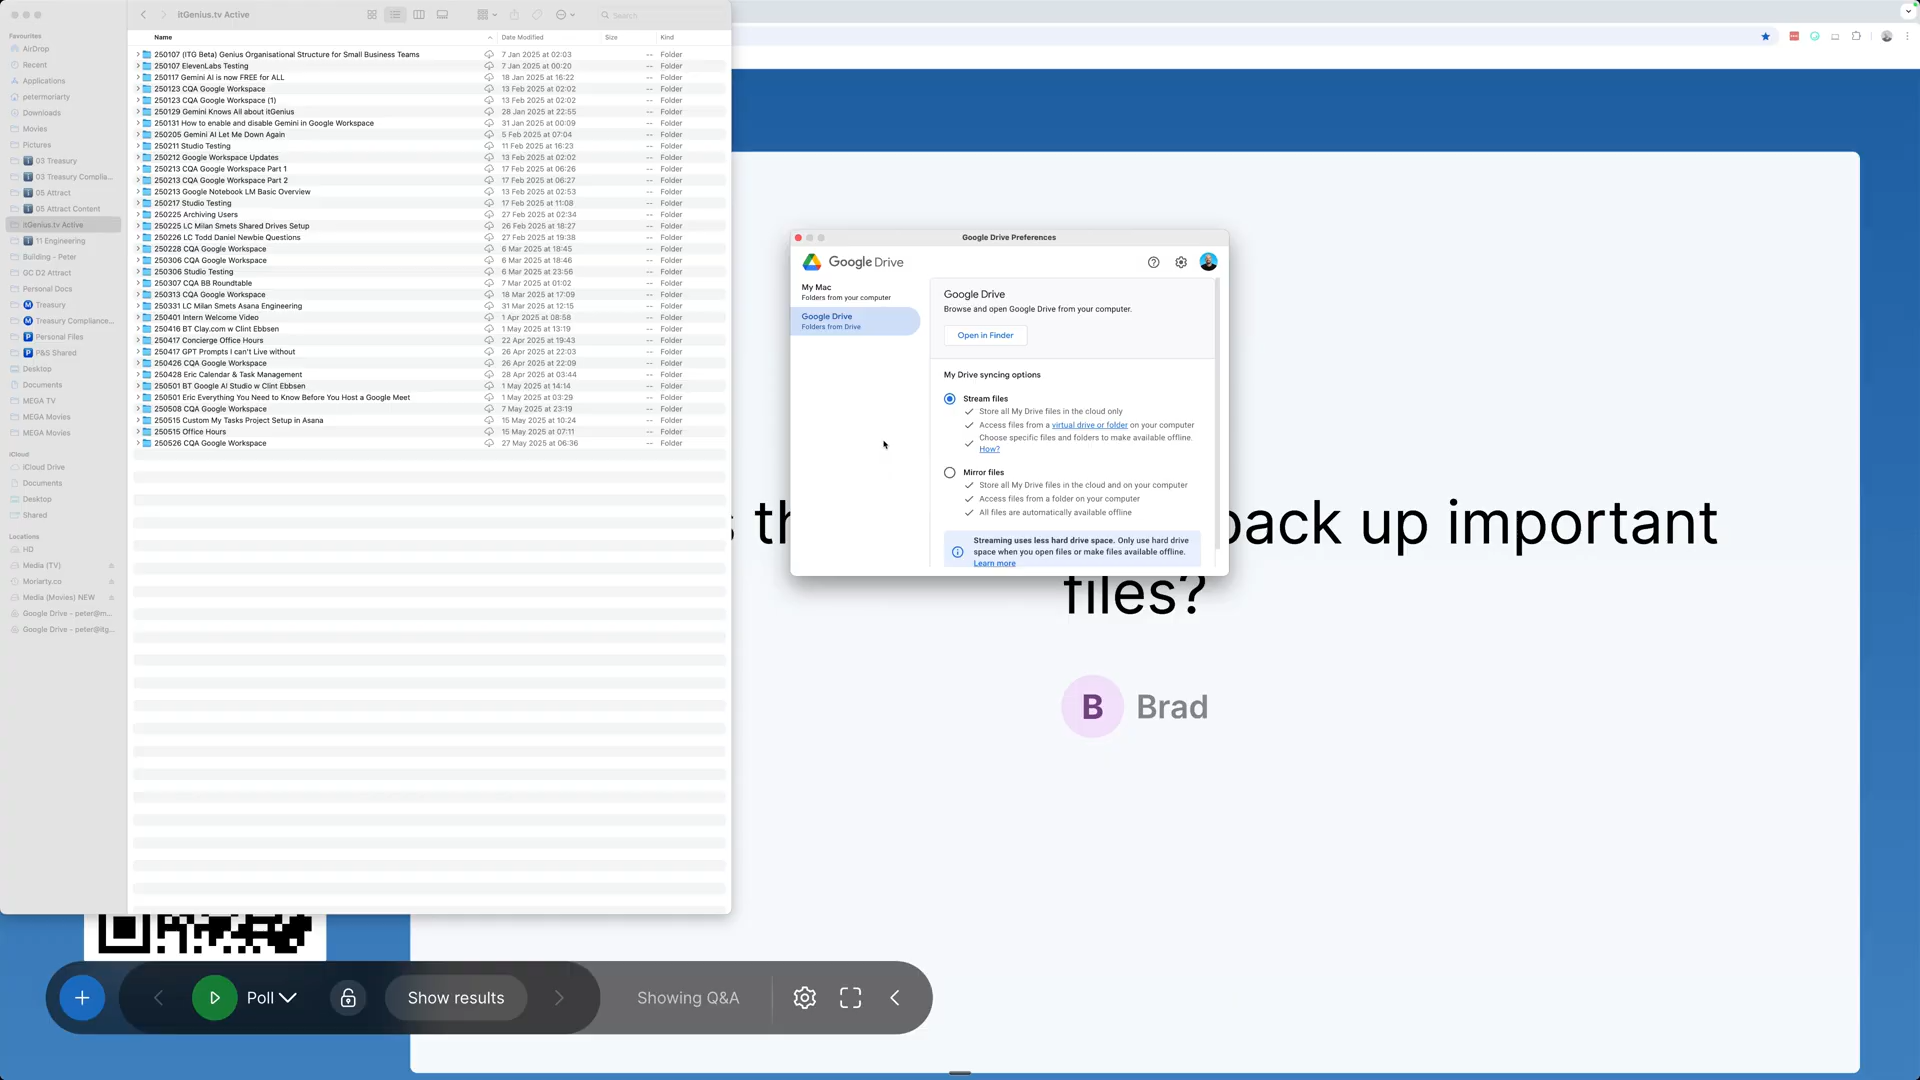 itGenius.tv Active
Search
Favourites
AirDrop
Recent
Applications
petermoriarty
Downloads
Movies
Pictures
03 Treasury
03 Treasury Complia...
05 Attract
05 Attract Content
itGenius.tv Active
11 Engineering
Building - Peter
GC D2 Attract
Personal Docs
Treasury
Treasury Compliance...
Personal Files
P&S Shared
Desktop
Documents
MEGA TV
MEGA Movies
MEGA Movies
iCloud
iCloud Drive
Documents
Desktop
Shared
Locations
HD
Media (TV)
Moriarty.co
Media (Movies) NEW
Google Drive - peter@m...
Google Drive - peter@itg...
Name Date Modified Size Kind
250107 (ITG Beta) Genius Organisational Structure for Small Business Teams 7 Jan 2025 at 02:03 -- Folder
250107 ElevenLabs Testing 7 Jan 2025 at 00:20 -- Folder
250117 Gemini AI is now FREE for ALL 18 Jan 2025 at 16:22 -- Folder
250123 CQA Google Workspace 13 Feb 2025 at 02:02 -- Folder
250123 CQA Google Workspace (1) 13 Feb 2025 at 02:02 -- Folder
250129 Gemini Knows All about itGenius 28 Jan 2025 at 22:55 -- Folder
250131 How to enable and disable Gemini in Google Workspace 31 Jan 2025 at 00:09 -- Folder
250205 Gemini AI Let Me Down Again 5 Feb 2025 at 07:04 -- Folder
250211 Studio Testing 11 Feb 2025 at 16:23 -- Folder
250212 Google Workspace Updates 13 Feb 2025 at 02:02 -- Folder
250213 CQA Google Workspace Part 1 17 Feb 2025 at 06:26 -- Folder
250213 CQA Google Workspace Part 2 17 Feb 2025 at 06:27 -- Folder
250213 Google Notebook LM Basic Overview 13 Feb 2025 at 02:53 -- Folder
250217 Studio Testing 17 Feb 2025 at 11:08 -- Folder
250225 Archiving Users 27 Feb 2025 at 02:34 -- Folder
250225 LC Milan Smets Shared Drives Setup 26 Feb 2025 at 18:27 -- Folder
250226 LC Todd Daniel Newbie Questions 27 Feb 2025 at 19:38 -- Folder
250228 CQA Google Workspace 6 Mar 2025 at 18:45 -- Folder
250306 CQA Google Workspace 6 Mar 2025 at 18:46 -- Folder
250306 Studio Testing 6 Mar 2025 at 23:56 -- Folder
250307 CQA BB Roundtable 7 Mar 2025 at 01:02 -- Folder
250313 CQA Google Workspace 18 Mar 2025 at 17:09 -- Folder
250331 LC Milan Smets Asana Engineering 31 Mar 2025 at 12:15 -- Folder
250401 Intern Welcome Video 1 Apr 2025 at 08:58 -- Folder
250416 BT Clay.com w Clint Ebbsen 1 May 2025 at 13:19 -- Folder
250417 Concierge Office Hours 22 Apr 2025 at 19:43 -- Folder
250417 GPT Prompts I can't Live without 26 Apr 2025 at 22:03 -- Folder
250426 CQA Google Workspace 26 Apr 2025 at 22:09 -- Folder
250428 Eric Calendar & Task Management 28 Apr 2025 at 03:44 -- Folder
250501 BT Google AI Studio w Clint Ebbsen 1 May 2025 at 14:14 -- Folder
250501 Eric Everything You Need to Know Before You Host a Google Meet 1 May 2025 at 03:29 -- Folder
250508 CQA Google Workspace 7 May 2025 at 23:19 -- Folder
250515 Custom My Tasks Project Setup in Asana 15 May 2025 at 10:24 -- Folder
250515 Office Hours 15 May 2025 at 07:11 -- Folder
250526 CQA Google Workspace 27 May 2025 at 06:36 -- Folder
Google Drive Preferences
Google Drive
My Mac
Folders from your computer
Google Drive
Folders from Drive
Google Drive
Browse and open Google Drive from your computer.
Open in Finder
My Drive syncing options
Stream files
Store all My Drive files in the cloud only
Access files from a virtual drive or folder on your computer
Choose specific files and folders to make available offline.
How?
Mirror files
Store all My Drive files in the cloud and on your computer
Access files from a folder on your computer
All files are automatically available offline
Streaming uses less hard drive space. Only use hard drive
space when you open files or make files available offline.
Learn more
back up important
files?
B Brad
Poll
Show results
Showing Q&A